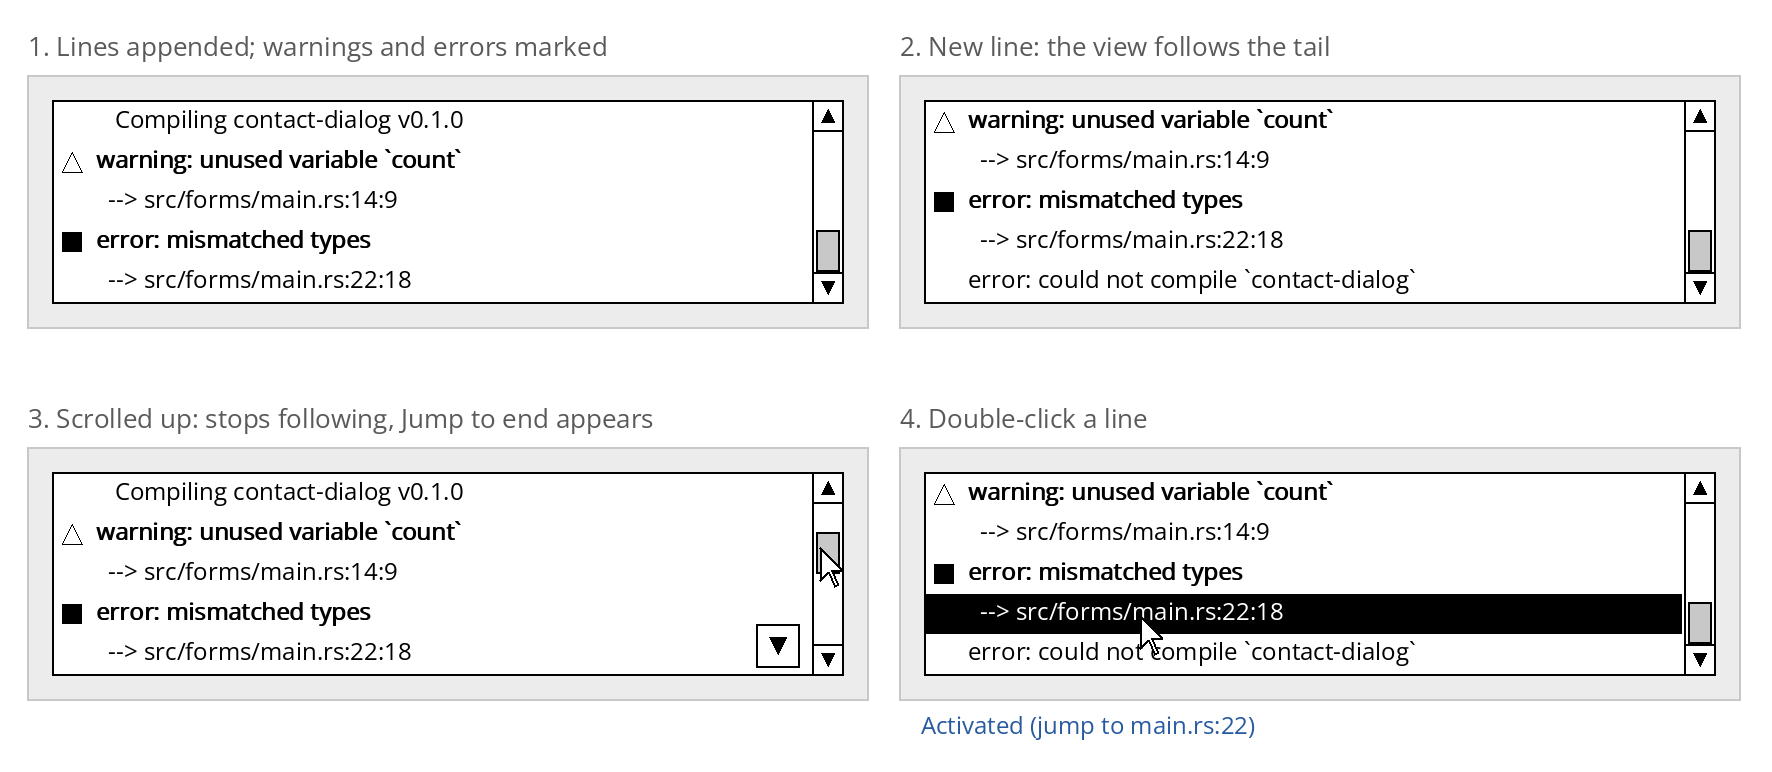 1. Lines appended; warnings and errors marked
Compiling contact-dialog v0.1.0
warning: unused variable `count`
--> src/forms/main.rs:14:9
error: mismatched types
--> src/forms/main.rs:22:18
2. New line: the view follows the tail
warning: unused variable `count`
--> src/forms/main.rs:14:9
error: mismatched types
--> src/forms/main.rs:22:18
error: could not compile `contact-dialog`
3. Scrolled up: stops following, Jump to end appears
Compiling contact-dialog v0.1.0
warning: unused variable `count`
--> src/forms/main.rs:14:9
error: mismatched types
--> src/forms/main.rs:22:18
4. Double-click a line
warning: unused variable `count`
--> src/forms/main.rs:14:9
error: mismatched types
--> src/forms/main.rs:22:18
error: could not compile `contact-dialog`
Activated (jump to main.rs:22)